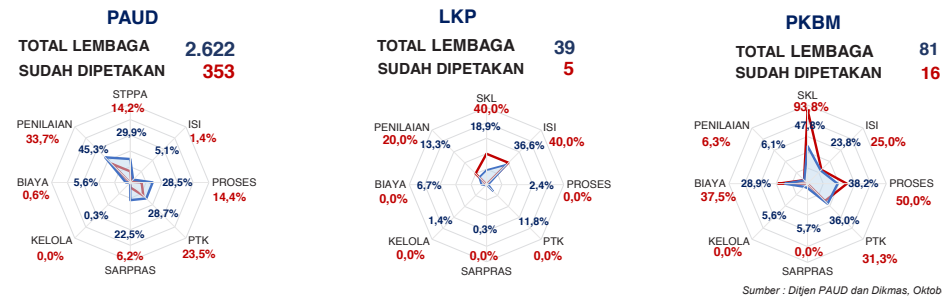 PAUD
TOTAL LEMBAGA 2.622
SUDAH DIPETAKAN 353
STPPA
14,2%
PENILAIAN
33,7%
ISI
1,4%
29,9%
45,3%
5,1%
BIAYA
0,6%
5,6%
28,5%
PROSES
14,4%
0,3%
28,7%
22,5%
KELOLA
0,0%
PTK
23,5%
6,2%
SARPRAS
LKP
TOTAL LEMBAGA 39
SUDAH DIPETAKAN 5
SKL
40,0%
PENILAIAN
20,0%
ISI
40,0%
18,9%
13,3%
36,6%
BIAYA
0,0%
6,7%
2,4%
PROSES
0,0%
1,4%
11,8%
0,3%
KELOLA
0,0%
PTK
0,0%
0,0%
SARPRAS
PKBM
TOTAL LEMBAGA 81
SUDAH DIPETAKAN 16
SKL
93,8%
PENILAIAN
6,3%
ISI
25,0%
47,3%
6,1%
23,8%
BIAYA
37,5%
28,9%
38,2%
PROSES
50,0%
5,6%
36,0%
5,7%
KELOLA
0,0%
PTK
31,3%
0,0%
SARPRAS
Sumber : Ditjen PAUD dan Dikmas, Oktob